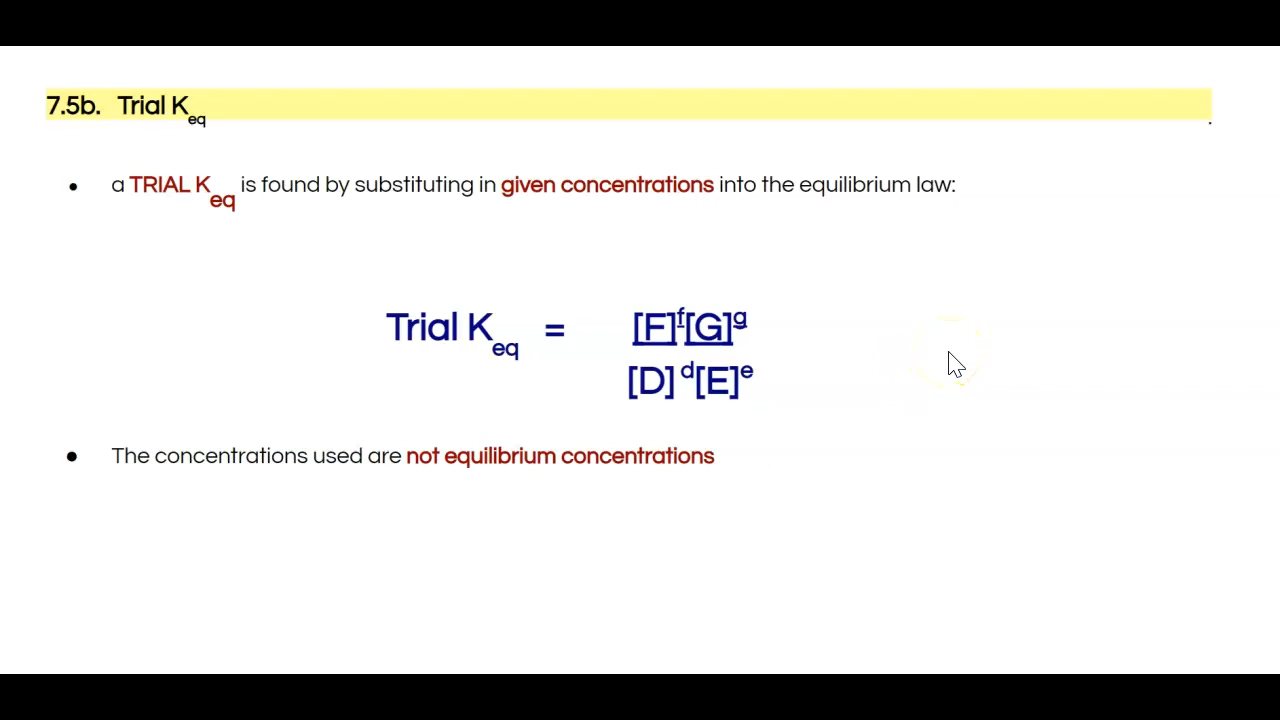 7.5b. Trial Keq
.
• a TRIAL Keq is found by substituting in given concentrations into the equilibrium law:
Trial Keq = [F]f[G]g
[D] d[E]e
• The concentrations used are not equilibrium concentrations